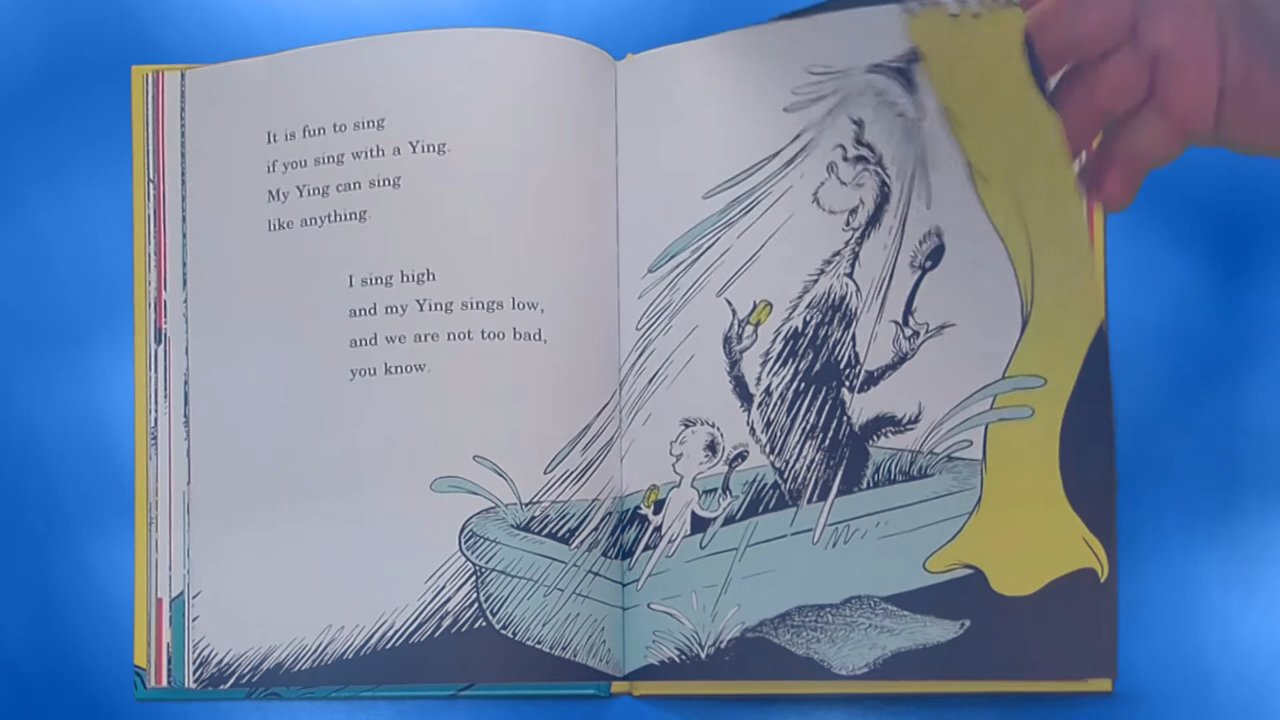 It is fun to sing
if you sing with a Ying.
My Ying can sing
like anything.
I sing high
and my Ying sings low,
and we are not too bad,
you know.